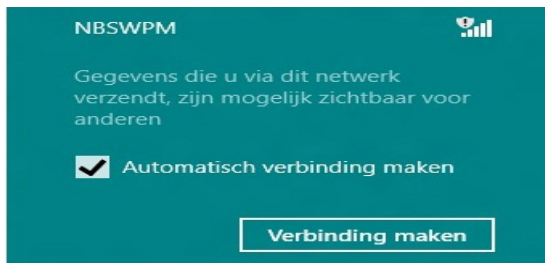 NBSWPM
Gegevens die u via dit netwerk
verzendt, zijn mogelijk zichtbaar voor
anderen
Automatisch verbinding maken
Verbinding maken